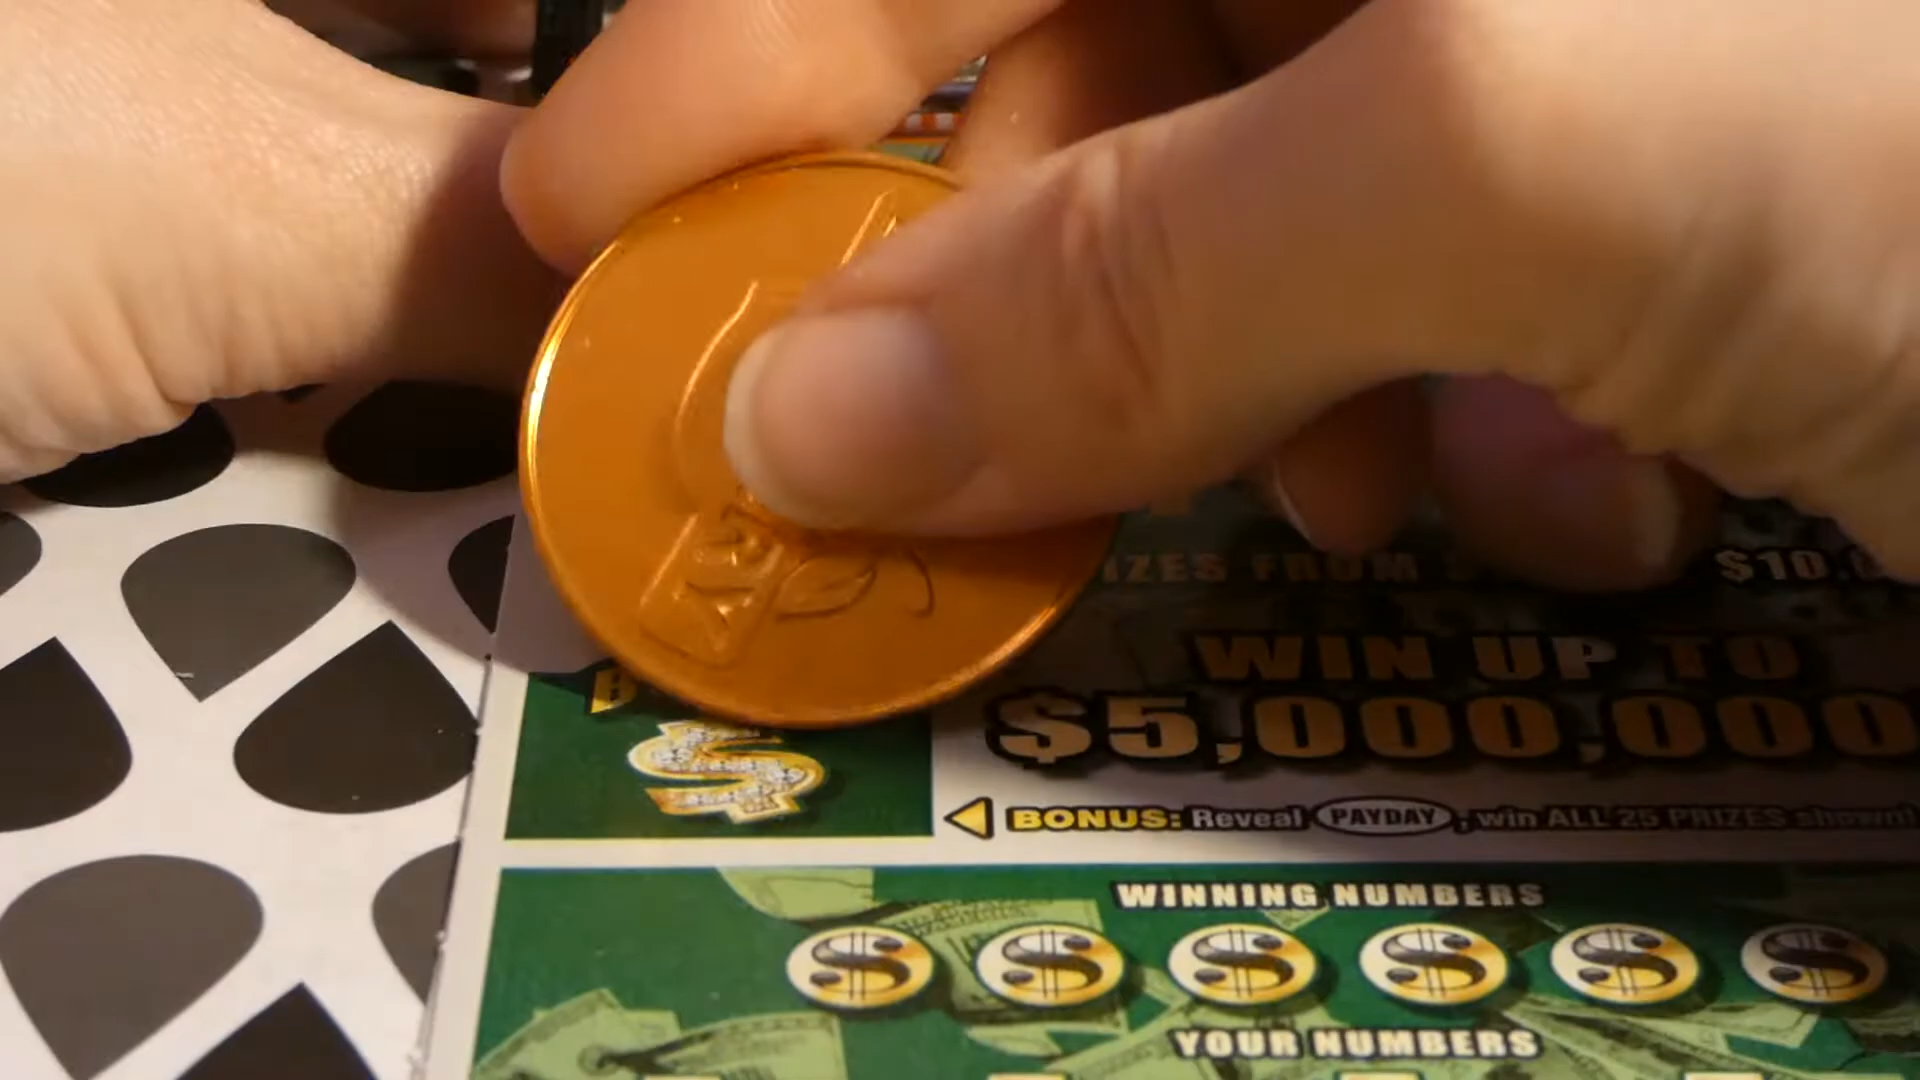 IZES FROM $10,0
WIN UP TO
$5,000,000
BONUS: Reveal PAYDAY, win ALL 25 PRIZES shown!
WINNING NUMBERS
YOUR NUMBERS